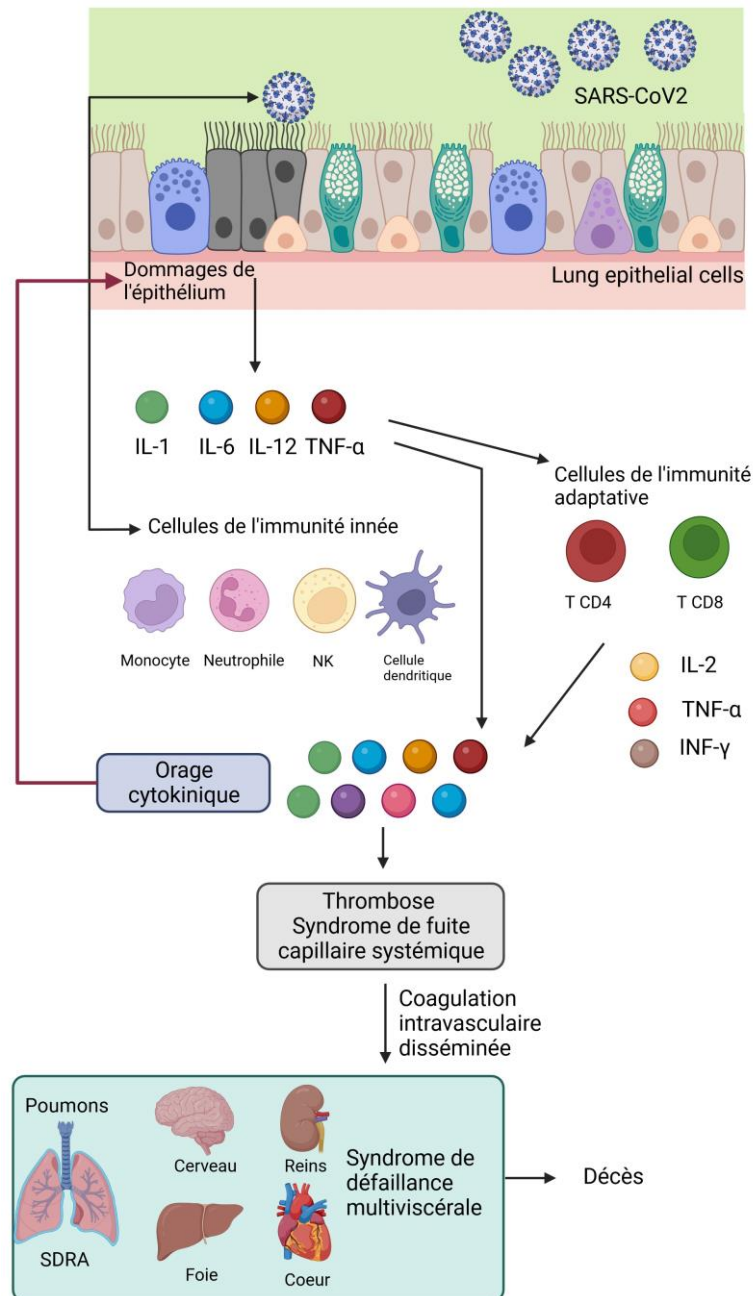 SARS-CoV2
Dommages de
l'épithélium
Lung epithelial cells
IL-1
IL-6
IL-12
TNF-α
Cellules de l'immunité
adaptative
T CD4
T CD8
Cellules de l'immunité innée
Monocyte
Neutrophile
NK
Cellule
dendritique
IL-2
TNF-α
INF-γ
Orage
cytokinique
Thrombose
Syndrome de fuite
capillaire systémique
Coagulation
intravasculaire
disséminée
Poumons
SDRA
Cerveau
Reins
Foie
Coeur
Syndrome de
défaillance
multiviscérale
Décès